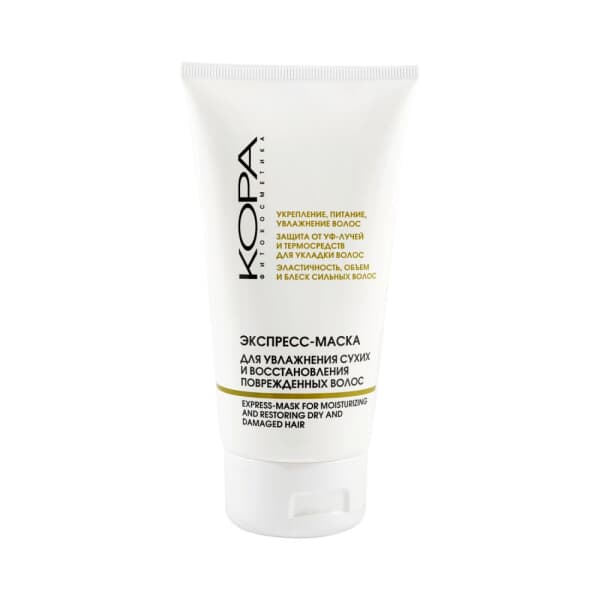 КОРА
ФИТОКОСМЕТИКА
УКРЕПЛЕНИЕ, ПИТАНИЕ,
УВЛАЖНЕНИЕ ВОЛОС
ЗАЩИТА ОТ УФ-ЛУЧЕЙ
И ТЕРМОСРЕДСТВ
ДЛЯ УКЛАДКИ ВОЛОС
ЭЛАСТИЧНОСТЬ, ОБЪЕМ
И БЛЕСК СИЛЬНЫХ ВОЛОС
ЭКСПРЕСС-МАСКА
ДЛЯ УВЛАЖНЕНИЯ СУХИХ
И ВОССТАНОВЛЕНИЯ
ПОВРЕЖДЕННЫХ ВОЛОС
EXPRESS-MASK FOR MOISTURIZING
AND RESTORING DRY AND
DAMAGED HAIR